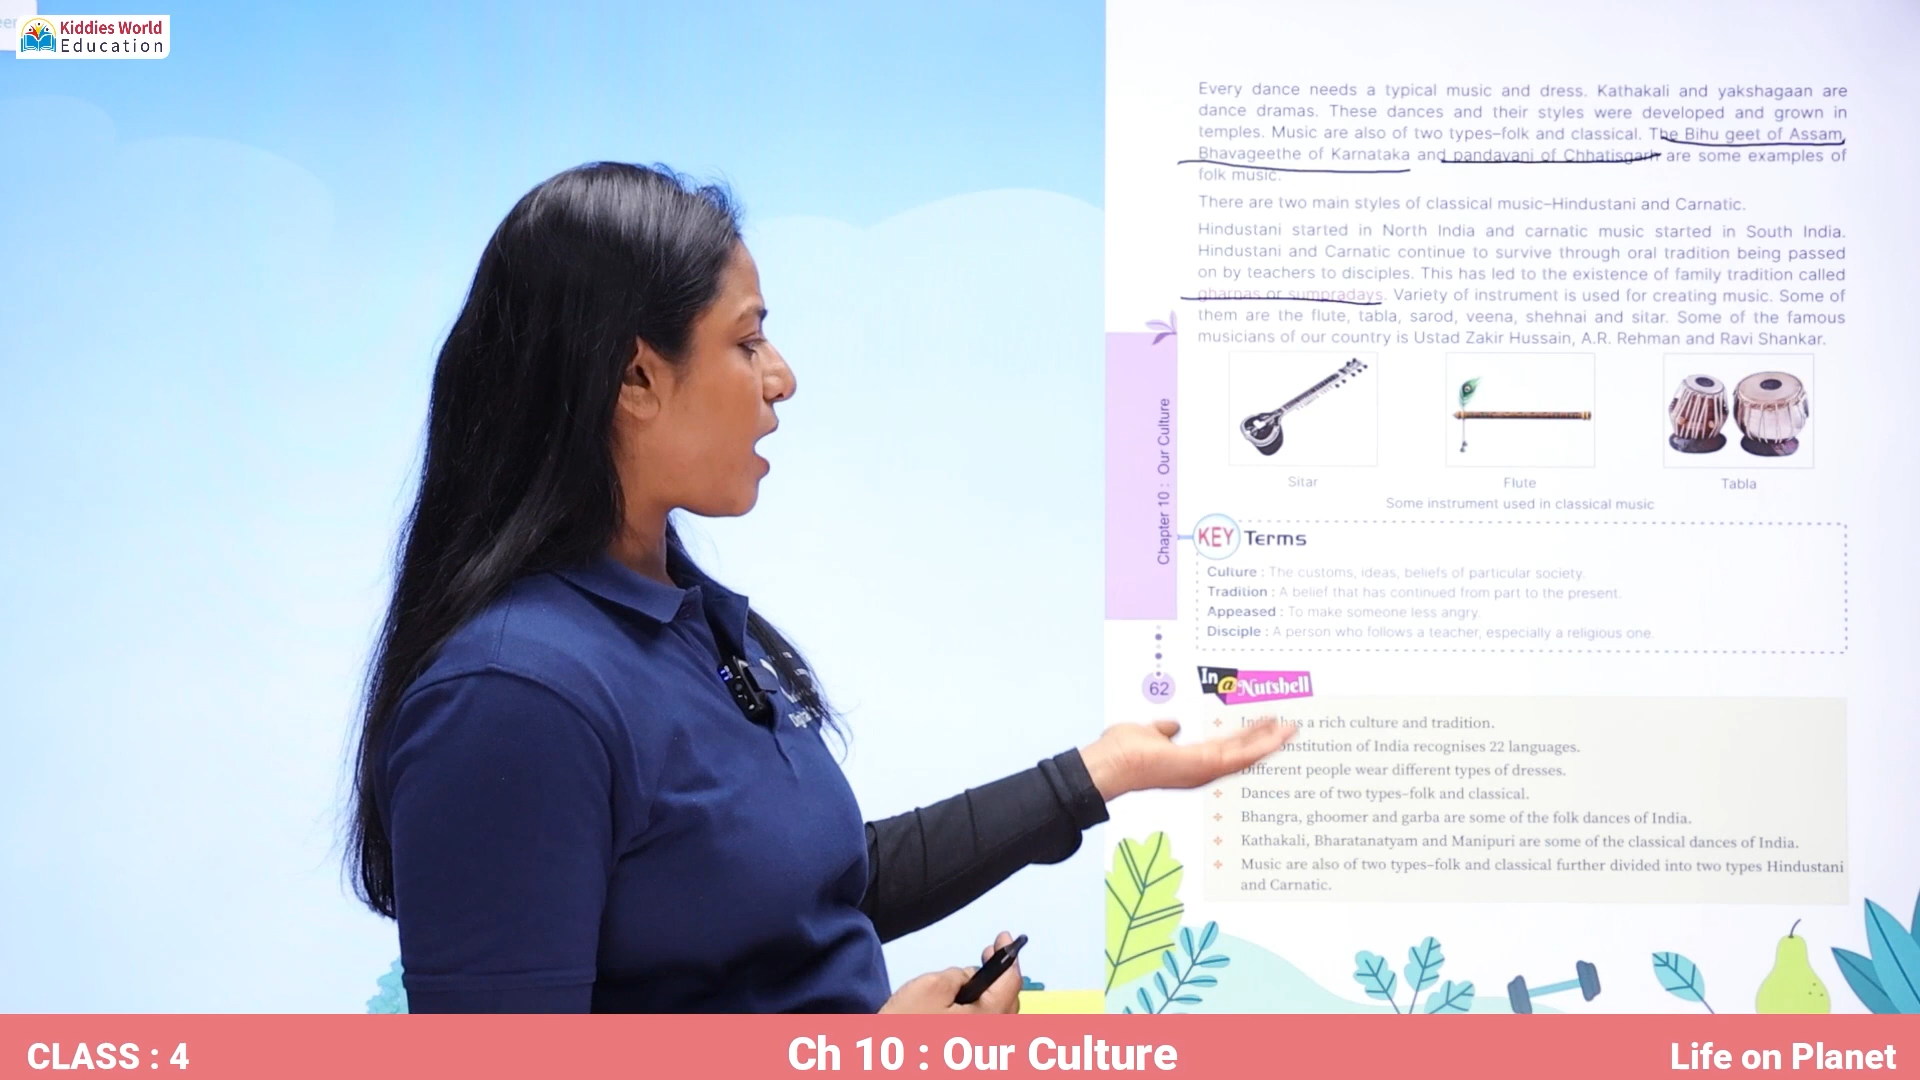 Kiddies World
Education
Every dance needs a typical music and dress. Kathakali and yakshagaan are
dance dramas. These dances and their styles were developed and grown in
temples. Music are also of two types–folk and classical. The Bihu geet of Assam,
Bhavageethe of Karnataka and pandavani of Chhatisgarh are some examples of
folk music.
There are two main styles of classical music–Hindustani and Carnatic.
Hindustani started in North India and carnatic music started in South India.
Hindustani and Carnatic continue to survive through oral tradition being passed
on by teachers to disciples. This has led to the existence of family tradition called
gharnas or sumpradays. Variety of instrument is used for creating music. Some of
them are the flute, tabla, sarod, veena, shehnai and sitar. Some of the famous
musicians of our country is Ustad Zakir Hussain, A.R. Rehman and Ravi Shankar.
Sitar
Flute
Tabla
Some instrument used in classical music
Chapter 10 : Our Culture
KEY Terms
Culture : The customs, ideas, beliefs of particular society.
Tradition : A belief that has continued from part to the present.
Appeased : To make someone less angry.
Disciple : A person who follows a teacher, especially a religious one.
62
In a Nutshell
India has a rich culture and tradition.
onstitution of India recognises 22 languages.
Different people wear different types of dresses.
Dances are of two types–folk and classical.
Bhangra, ghoomer and garba are some of the folk dances of India.
Kathakali, Bharatanatyam and Manipuri are some of the classical dances of India.
Music are also of two types–folk and classical further divided into two types Hindustani
and Carnatic.
CLASS : 4
Ch 10 : Our Culture
Life on Planet